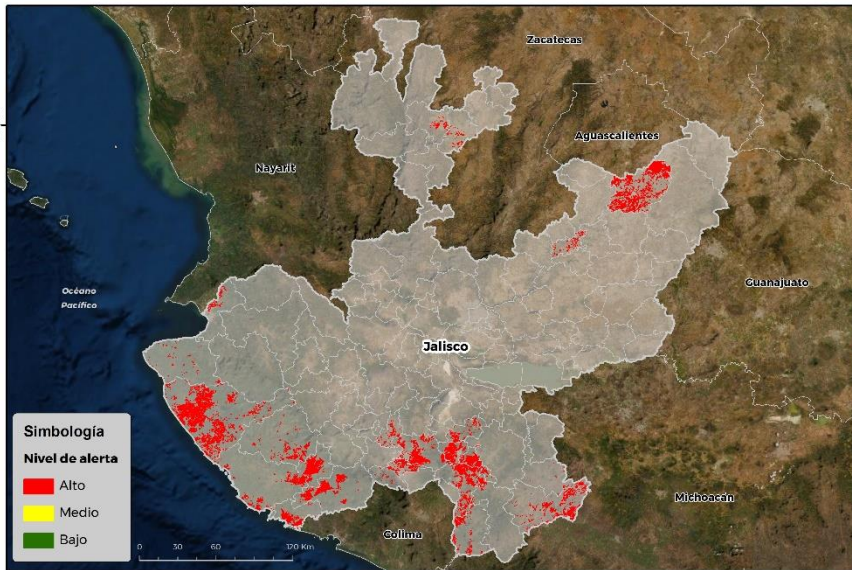 Zacatecas
Aguascalientes
Nayarit
Guanajuato
Océano
Pacífico
Jalisco
Simbología
Nivel de alerta
Alto
Medio
Bajo
Michoacán
Colima
0 30 60 120 Km